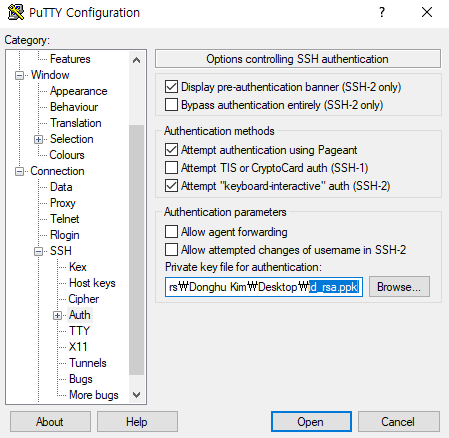 PuTTY Configuration
Category:
Features
Window
Appearance
Behaviour
Translation
Selection
Colours
Connection
Data
Proxy
Telnet
Rlogin
SSH
Kex
Host keys
Cipher
Auth
TTY
X11
Tunnels
Bugs
More bugs
Options controlling SSH authentication
Display pre-authentication banner (SSH-2 only)
Bypass authentication entirely (SSH-2 only)
Authentication methods
Attempt authentication using Pageant
Attempt TIS or CryptoCard auth (SSH-1)
Attempt "keyboard-interactive" auth (SSH-2)
Authentication parameters
Allow agent forwarding
Allow attempted changes of username in SSH-2
Private key file for authentication:
rs₩Donghu Kim₩Desktop₩id_rsa.ppk Browse...
About Help Open Cancel